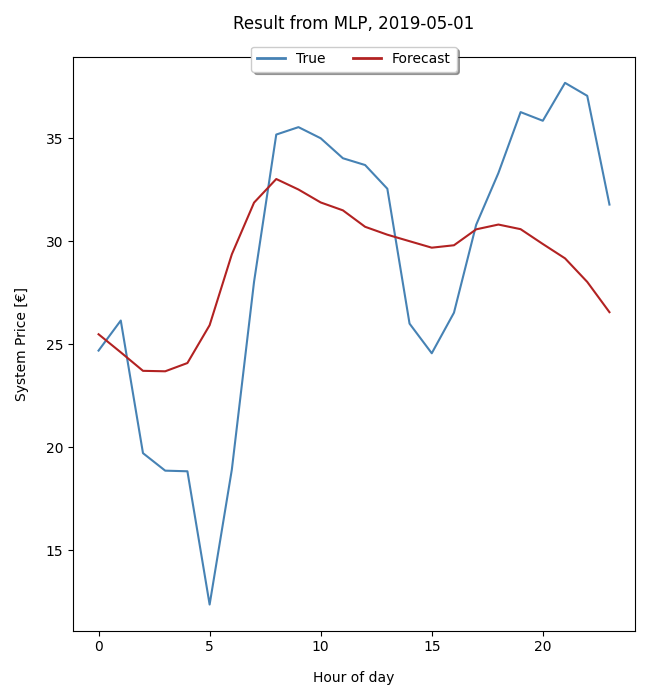 Result from MLP, 2019-05-01
True Forecast
System Price [€]
35
30
25
20
15
0 5 10 15 20
Hour of day